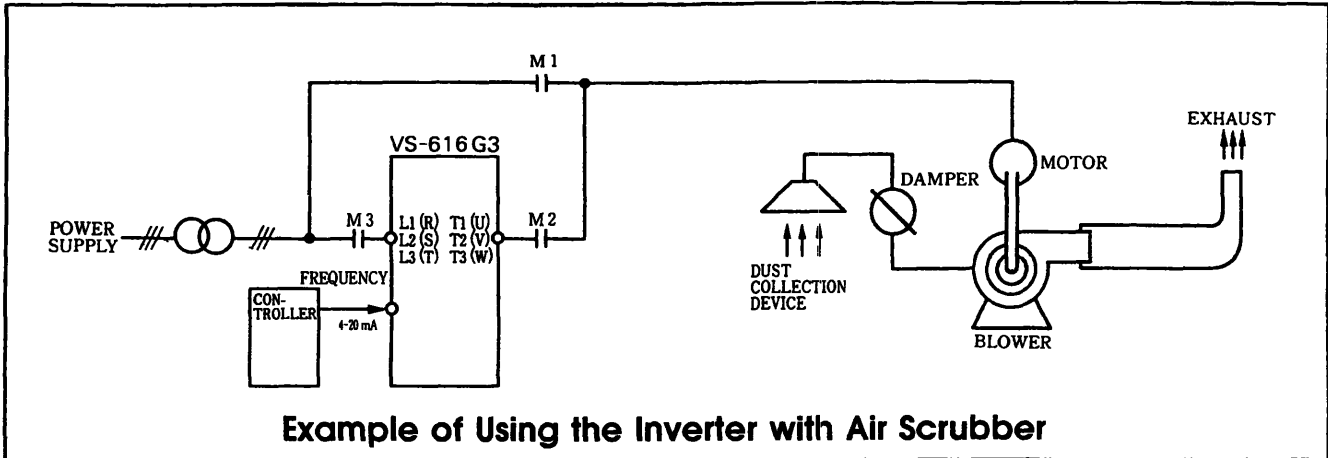 M1
VS-616G3
POWER
SUPPLY
M3
L1(R) T1(U)
L2(S) T2(V)
L3(T) T3(W)
M2
FREQUENCY
CON-
TROLLER
4-20 mA
DUST
COLLECTION
DEVICE
DAMPER
MOTOR
EXHAUST
BLOWER
Example of Using the Inverter with Air Scrubber